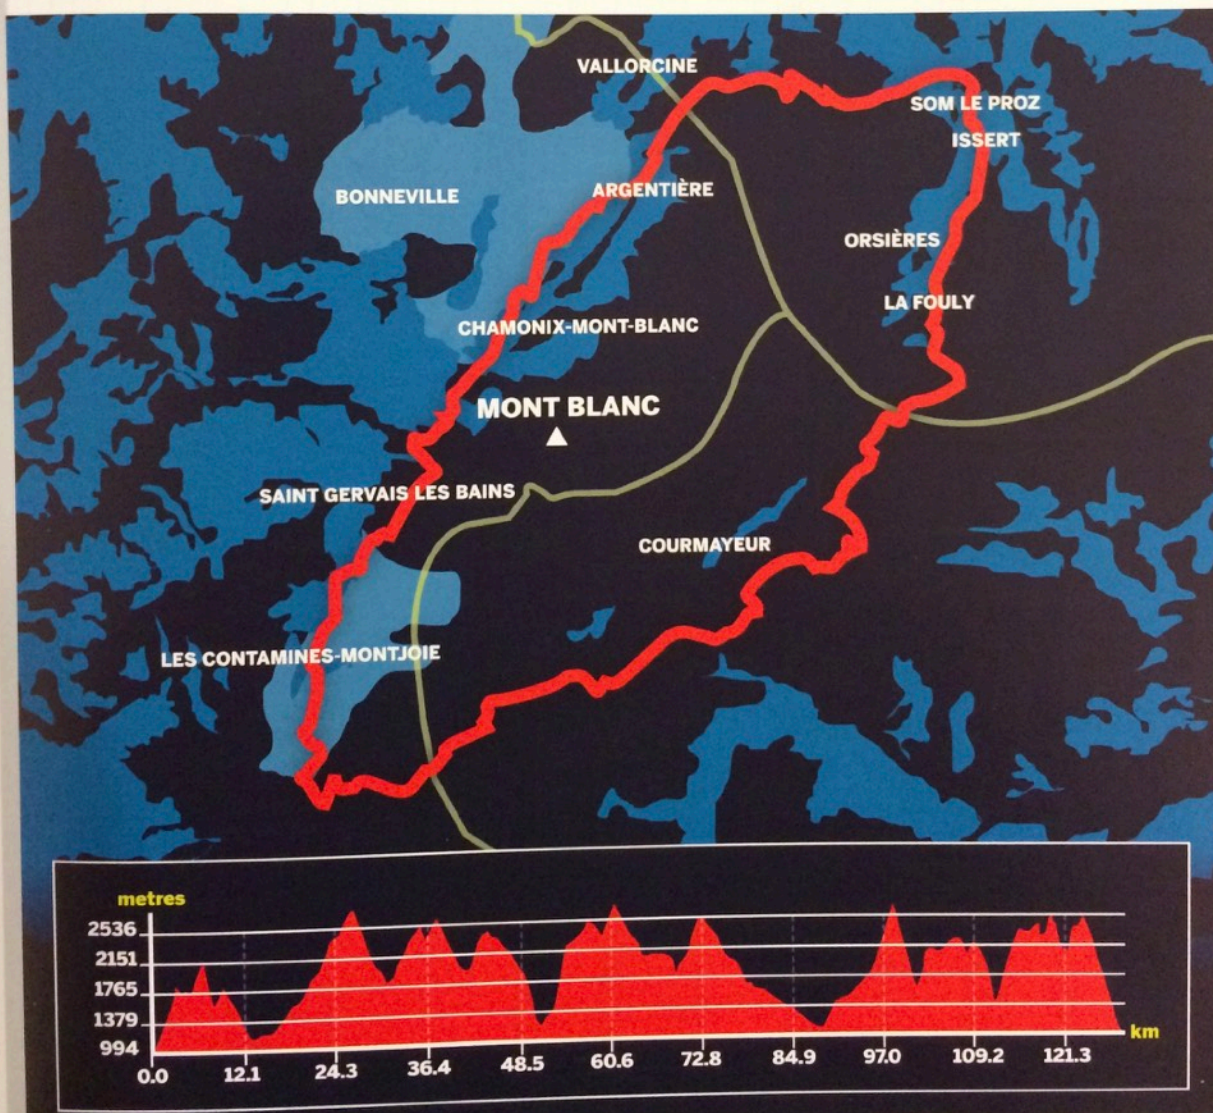 VALLORCINE
SOM LE PROZ
ISSERT
ARGENTIÈRE
BONNEVILLE
ORSIÈRES
LA FOULY
CHAMONIX-MONT-BLANC
MONT BLANC
SAINT GERVAIS LES BAINS
COURMAYEUR
LES CONTAMINES-MONTJOIE
metres
2536
2151
1765
1379
994
km
0.0 12.1 24.3 36.4 48.5 60.6 72.8 84.9 97.0 109.2 121.3